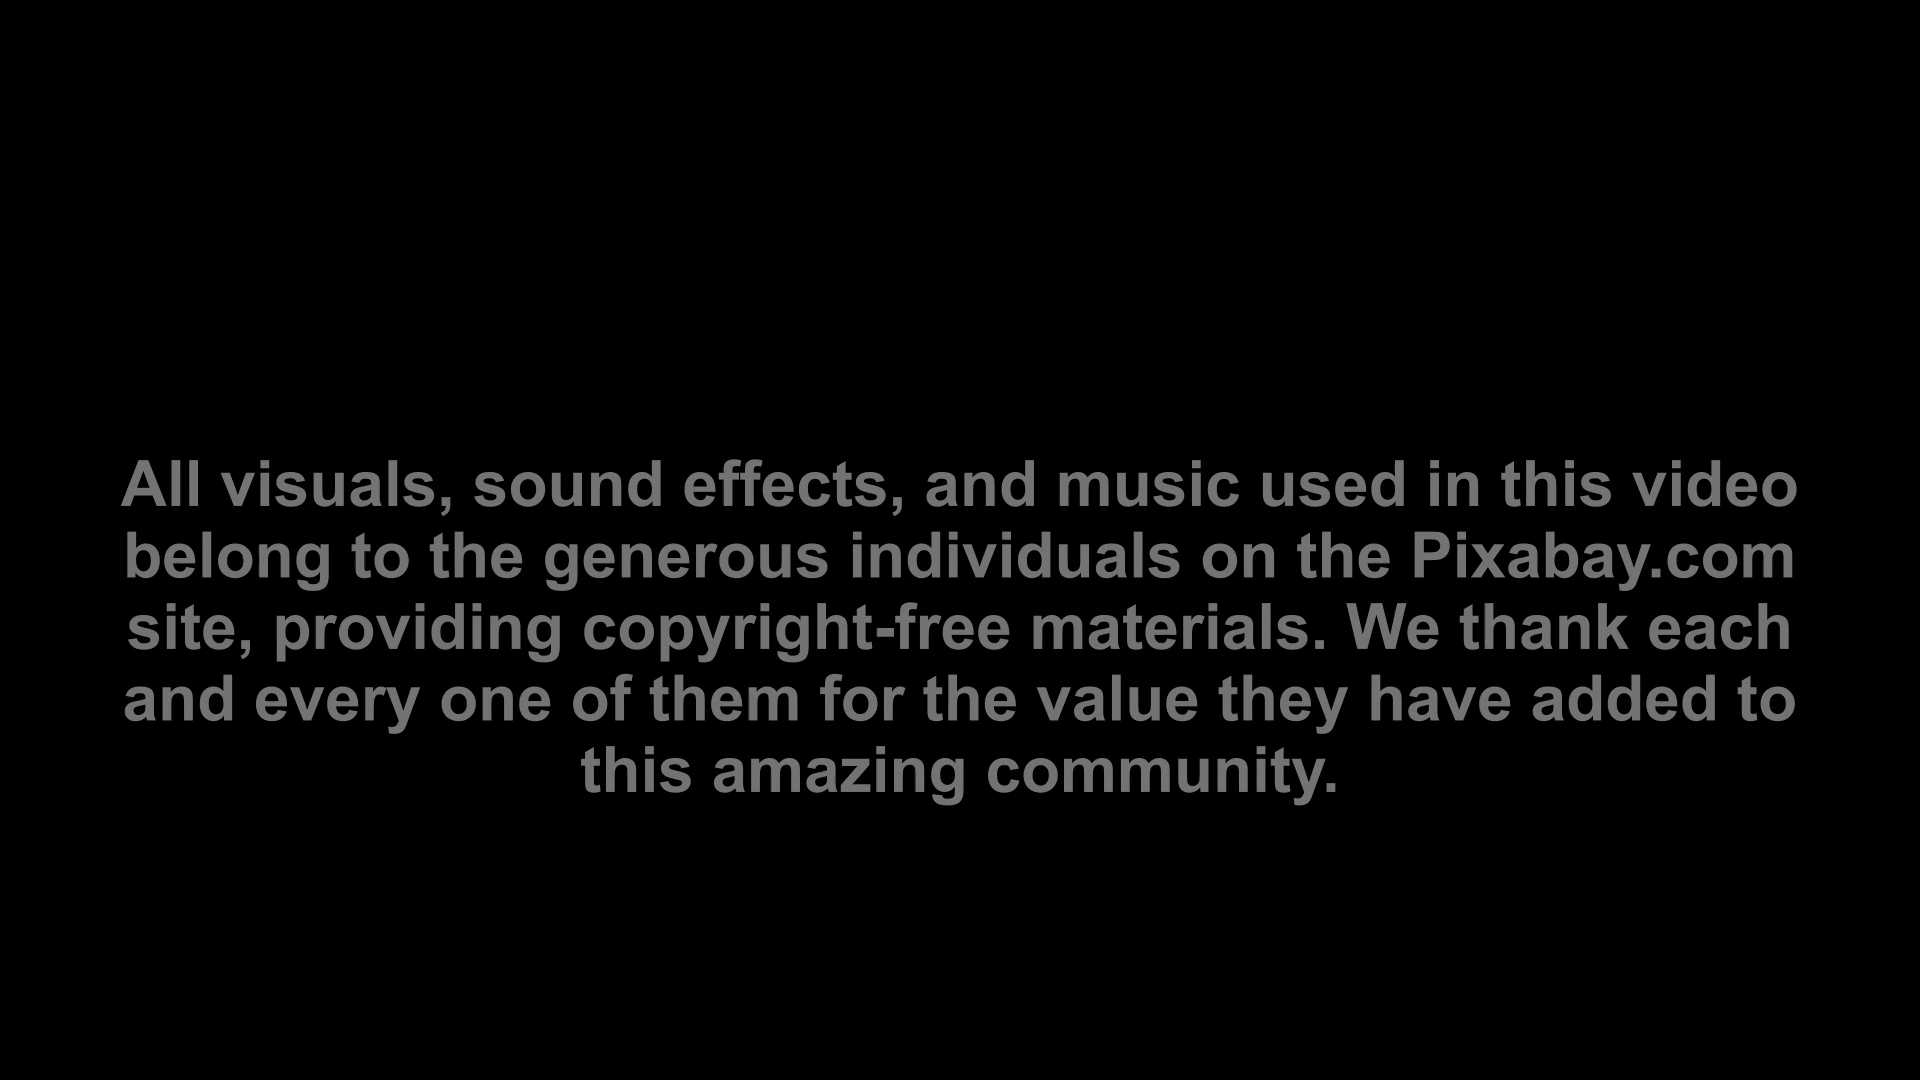 All visuals, sound effects, and music used in this video
belong to the generous individuals on the Pixabay.com
site, providing copyright-free materials. We thank each
and every one of them for the value they have added to
this amazing community.